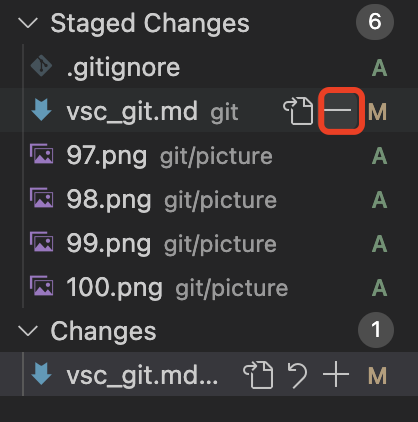 Staged Changes 6
.gitignore A
vsc_git.md git M
97.png git/picture A
98.png git/picture A
99.png git/picture A
100.png git/picture A
Changes 1
vsc_git.md... M